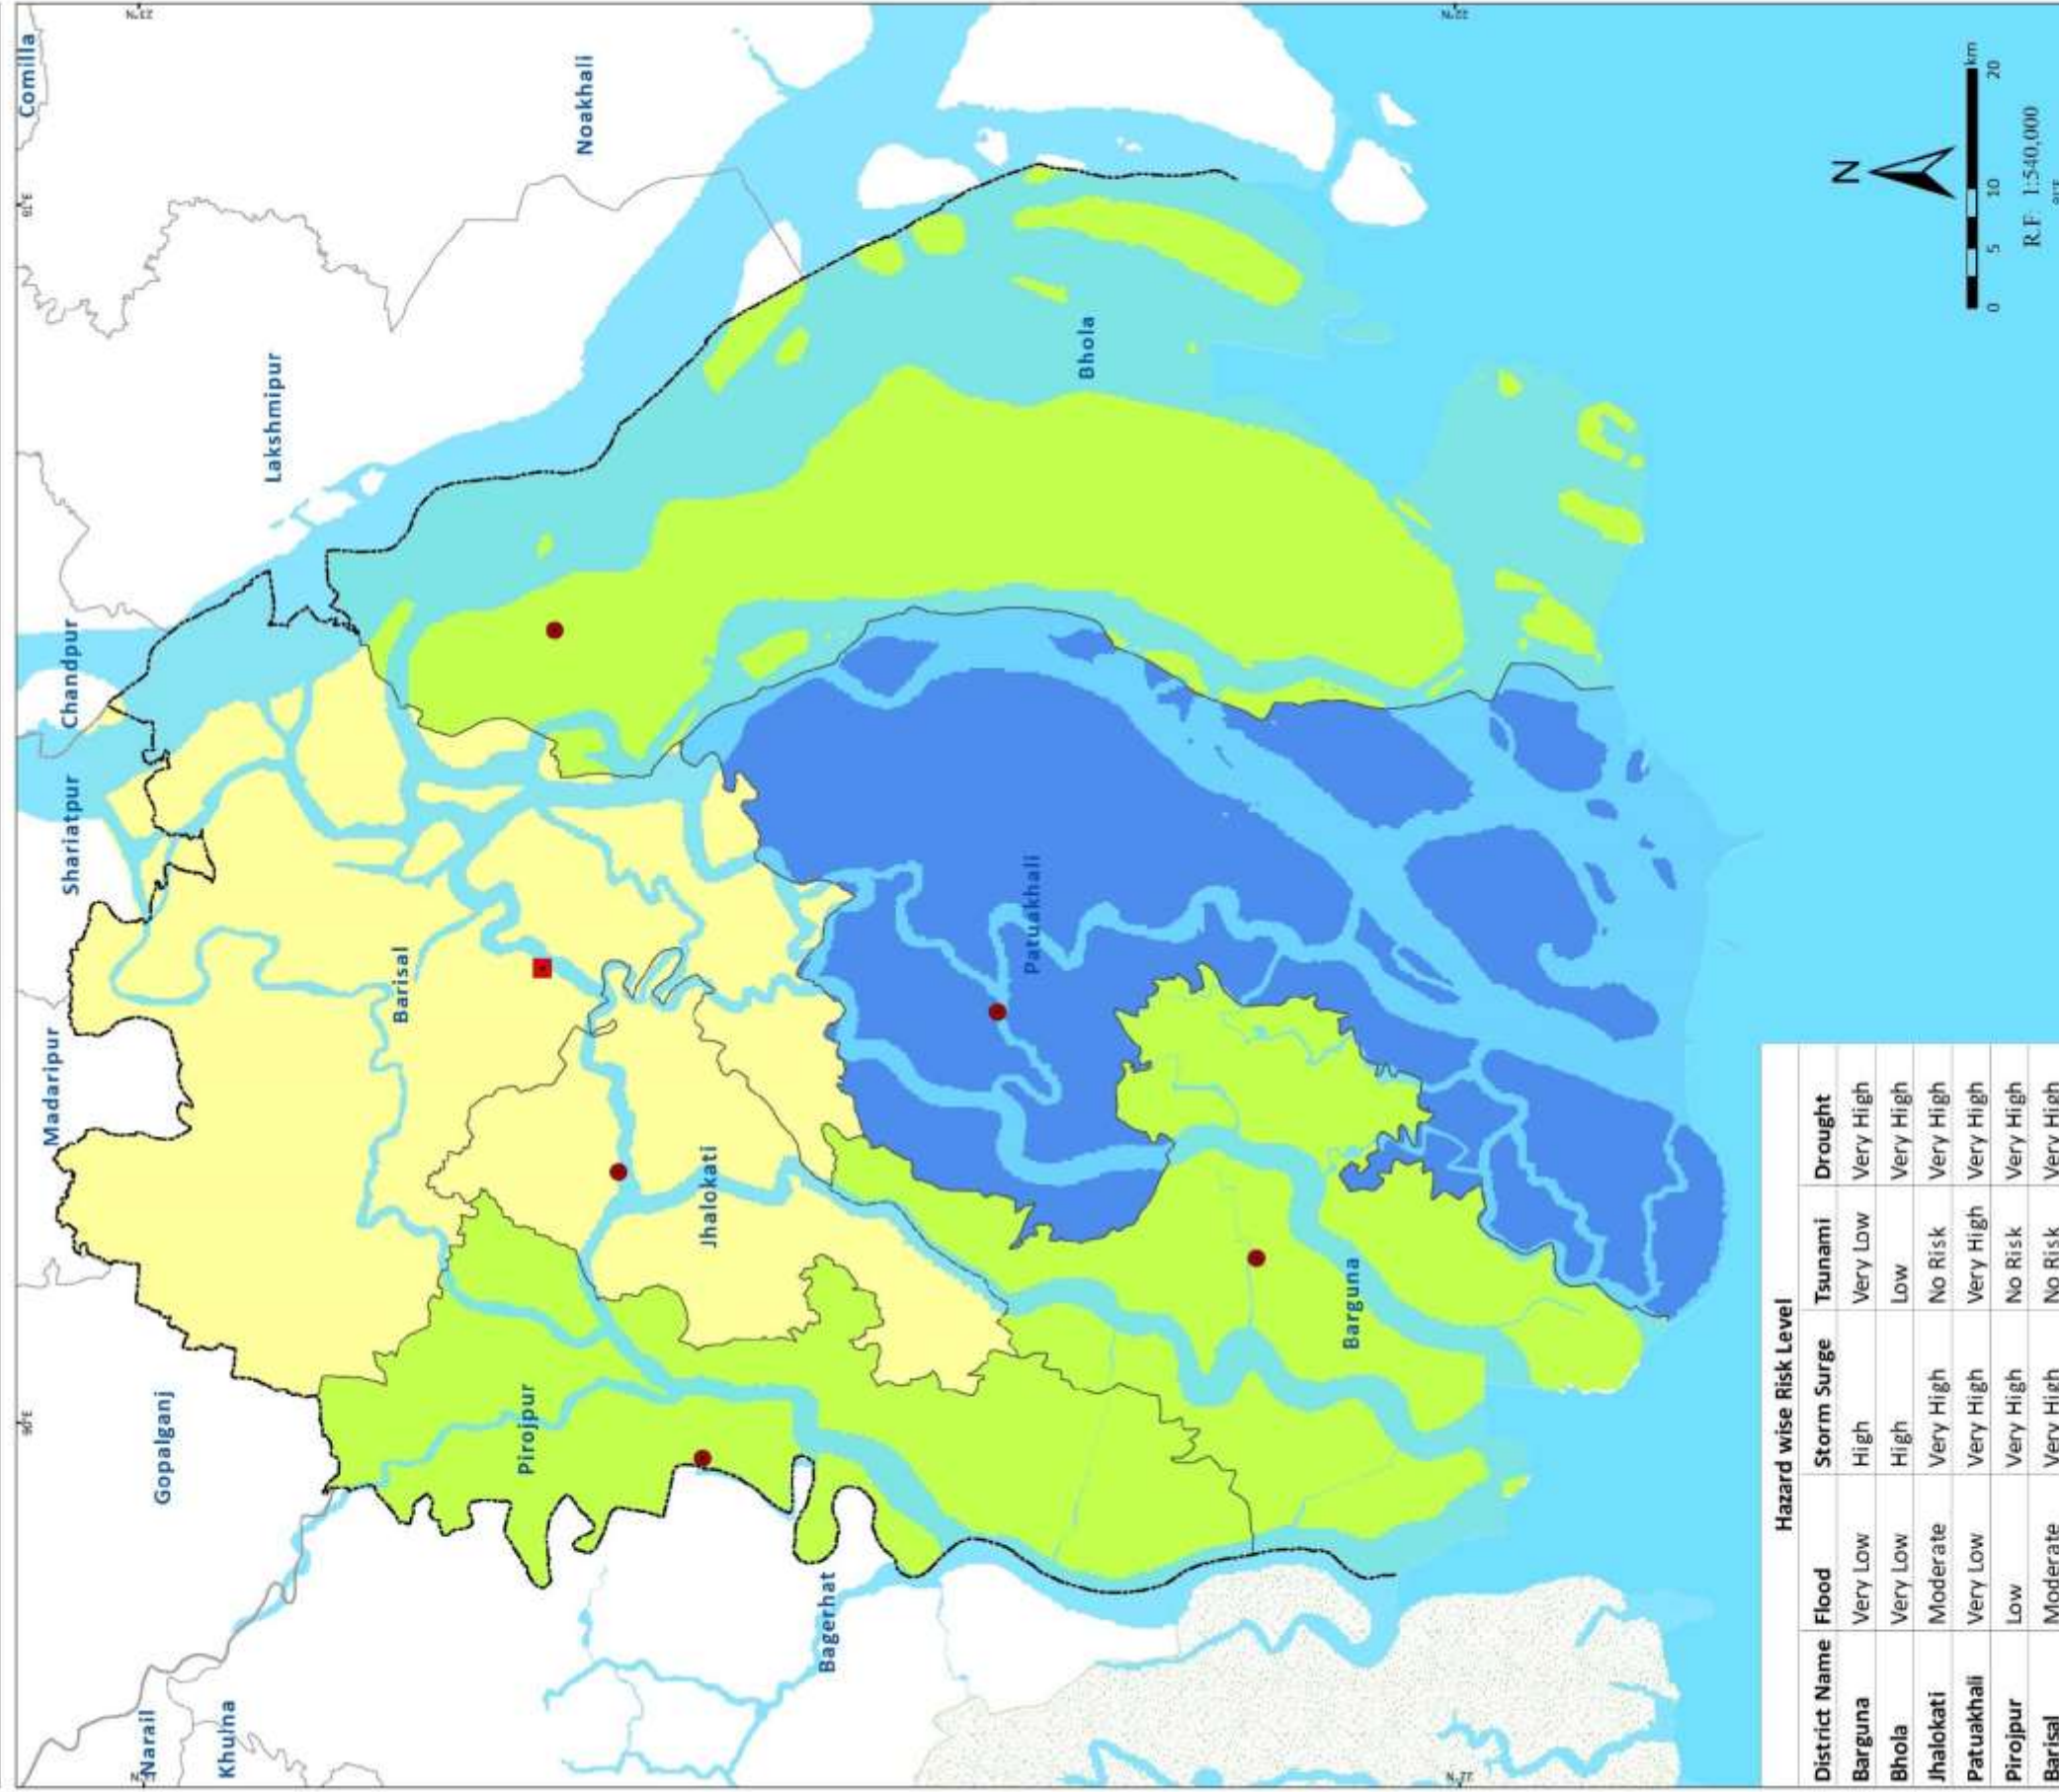 Comilla
Noakhali
Lakshmipur
Chandpur
Shariatpur
Madaripur
Gopalganj
Narail
Khulna
Bagerhat
Barisal
Bhola
Patuakhali
Jhalokati
Pirojpur
Barguna
23°N
22°N
91°E
90°E
N
km
0 5 10 20
R.F. 1:540,000
Hazard wise Risk Level
District Name Flood Storm Surge Tsunami Drought
Barguna Very Low High Very Low Very High
Bhola Very Low High Low Very High
Jhalokati Moderate Very High No Risk Very High
Patuakhali Very Low Very High Very High Very High
Pirojpur Low Very High No Risk Very High
Barisal Moderate Very High No Risk Very High